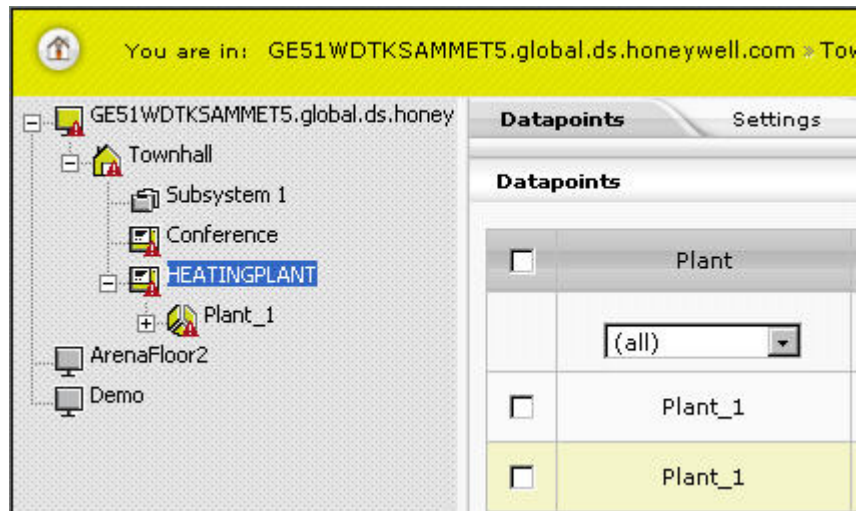 You are in: GE51WDTKSAMMET5.global.ds.honeywell.com » Tow
GE51WDTKSAMMET5.global.ds.honey
Townhall
Subsystem 1
Conference
HEATINGPLANT
Plant_1
ArenaFloor2
Demo
Datapoints Settings
Datapoints
Plant
(all)
Plant_1
Plant_1